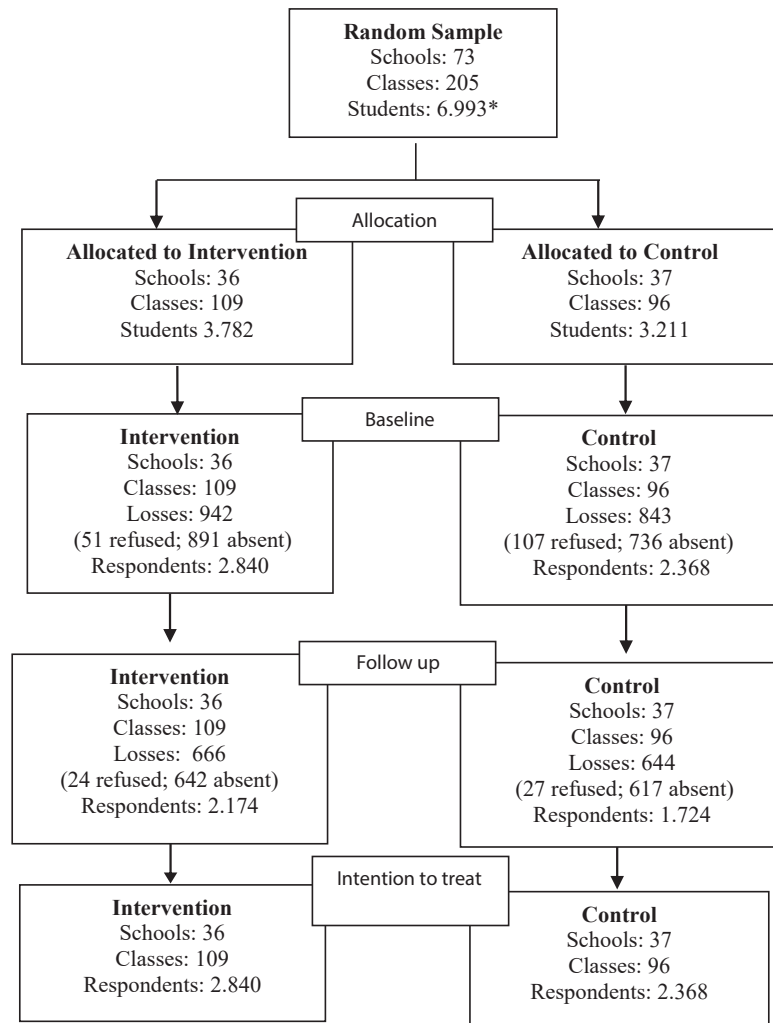 Random Sample
Schools: 73
Classes: 205
Students: 6.993*
Allocation
Allocated to Intervention
Schools: 36
Classes: 109
Students 3.782
Allocated to Control
Schools: 37
Classes: 96
Students: 3.211
Baseline
Intervention
Schools: 36
Classes: 109
Losses: 942
(51 refused; 891 absent)
Respondents: 2.840
Control
Schools: 37
Classes: 96
Losses: 843
(107 refused; 736 absent)
Respondents: 2.368
Follow up
Intervention
Schools: 36
Classes: 109
Losses: 666
(24 refused; 642 absent)
Respondents: 2.174
Control
Schools: 37
Classes: 96
Losses: 644
(27 refused; 617 absent)
Respondents: 1.724
Intention to treat
Intervention
Schools: 36
Classes: 109
Respondents: 2.840
Control
Schools: 37
Classes: 96
Respondents: 2.368